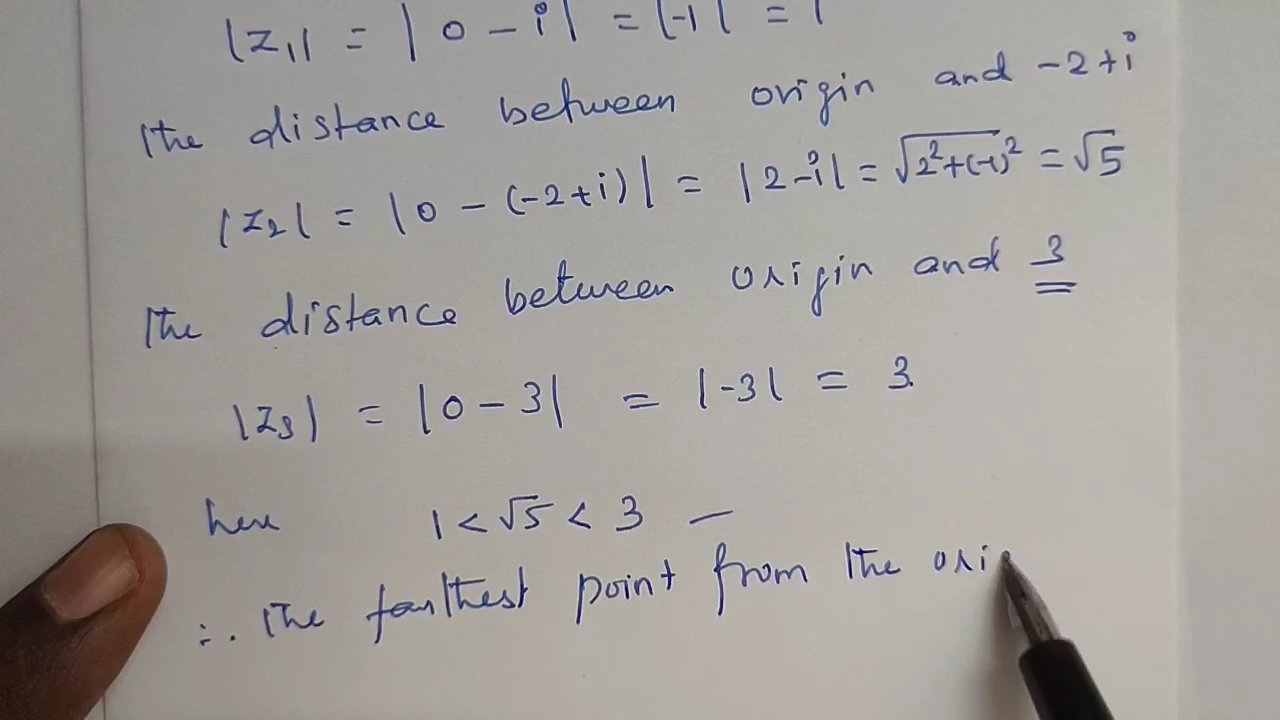 |z₁| = |0 - i| = |-1| = 1
The distance between origin and -2+i
|z₂| = |0 - (-2+i)| = |2-i| = √2²+(-1)² = √5
The distance between origin and 3
|z₃| = |0-3| = |-3| = 3.
here 1 < √5 < 3 —
∴ The farthest point from the ori